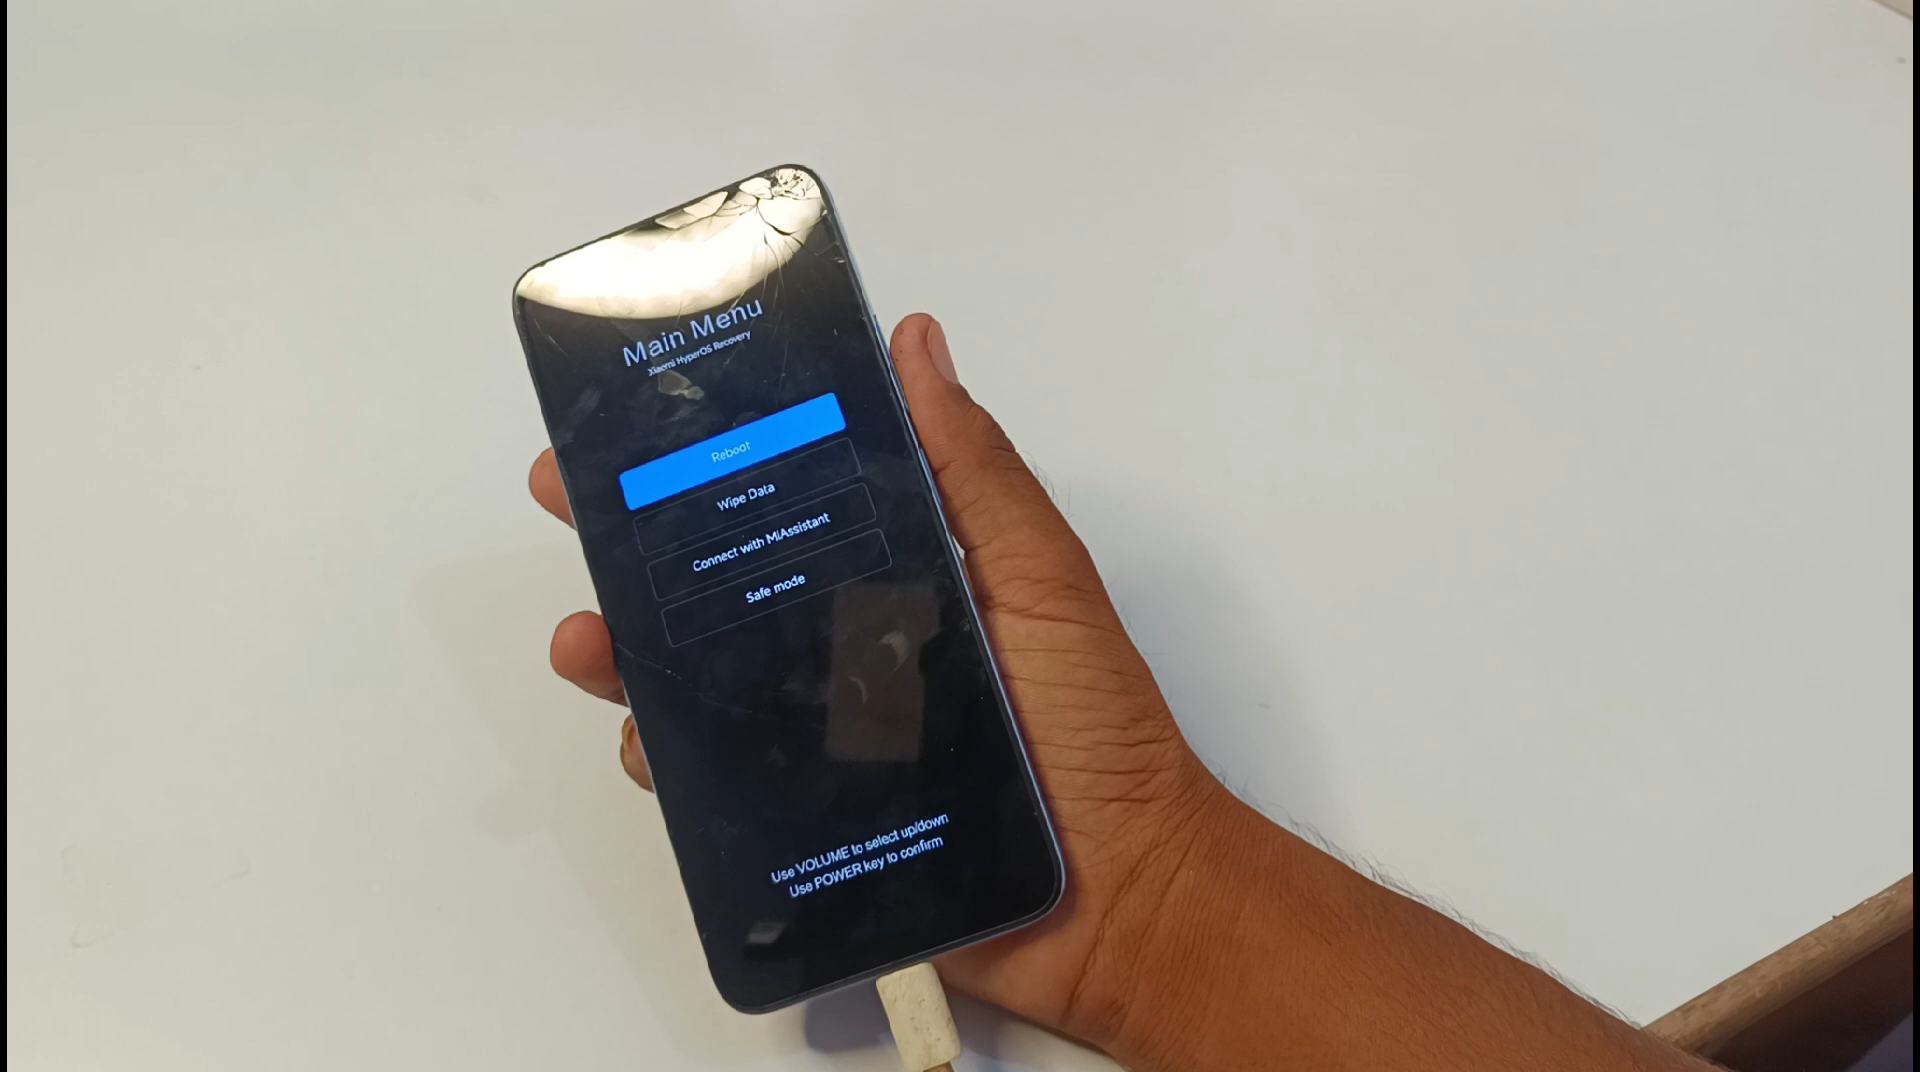 Main Menu
Xiaomi HyperOS Recovery
Reboot
Wipe Data
Connect with MiAssistant
Safe mode
Use VOLUME to select up/down
Use POWER key to confirm